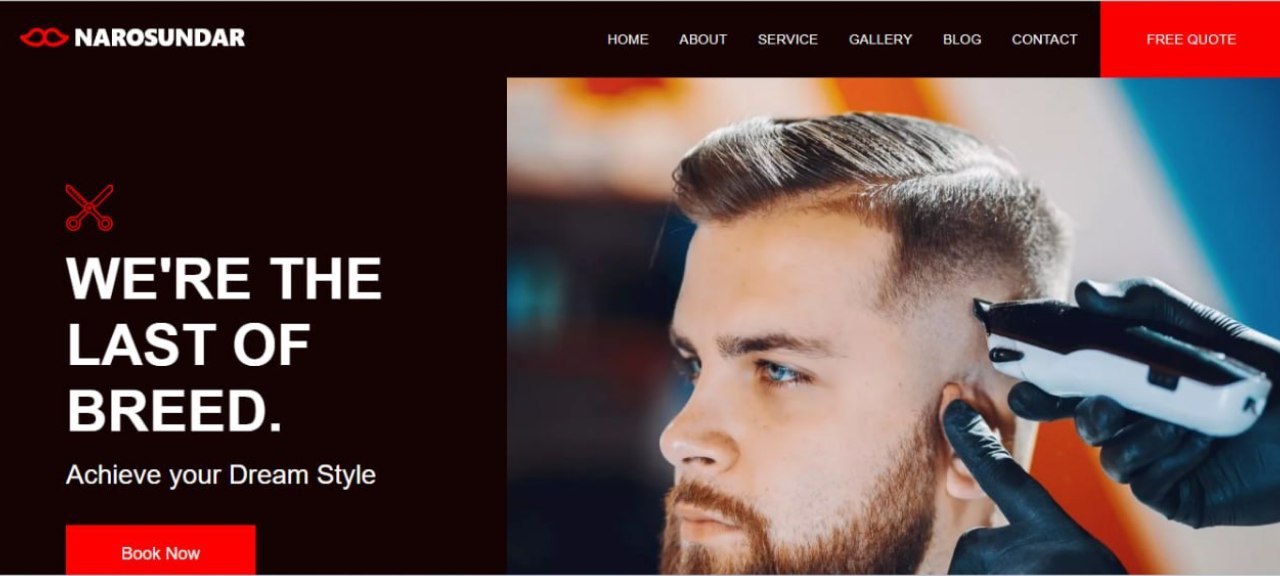 NAROSUNDAR
HOME ABOUT SERVICE GALLERY BLOG CONTACT FREE QUOTE
WE'RE THE
LAST OF
BREED.
Achieve your Dream Style
Book Now